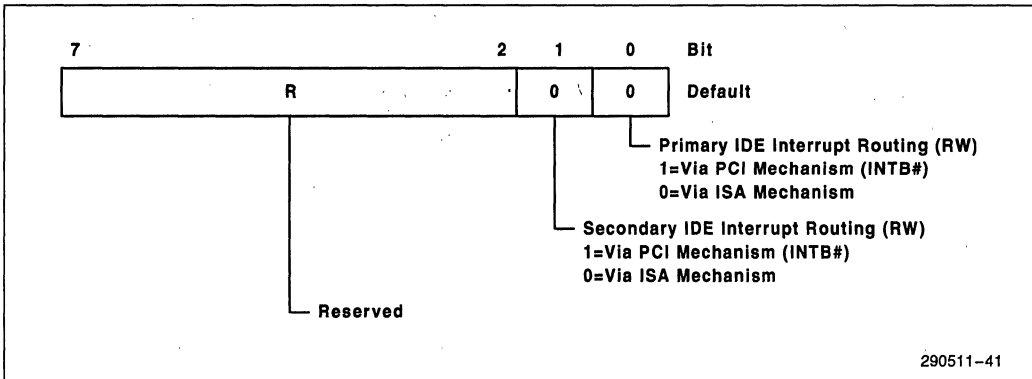 7 2 1 0 Bit
R 0 0 Default
Primary IDE Interrupt Routing (RW)
1=Via PCI Mechanism (INTB#)
0=Via ISA Mechanism
Secondary IDE Interrupt Routing (RW)
1=Via PCI Mechanism (INTB#)
0=Via ISA Mechanism
Reserved
290511–41